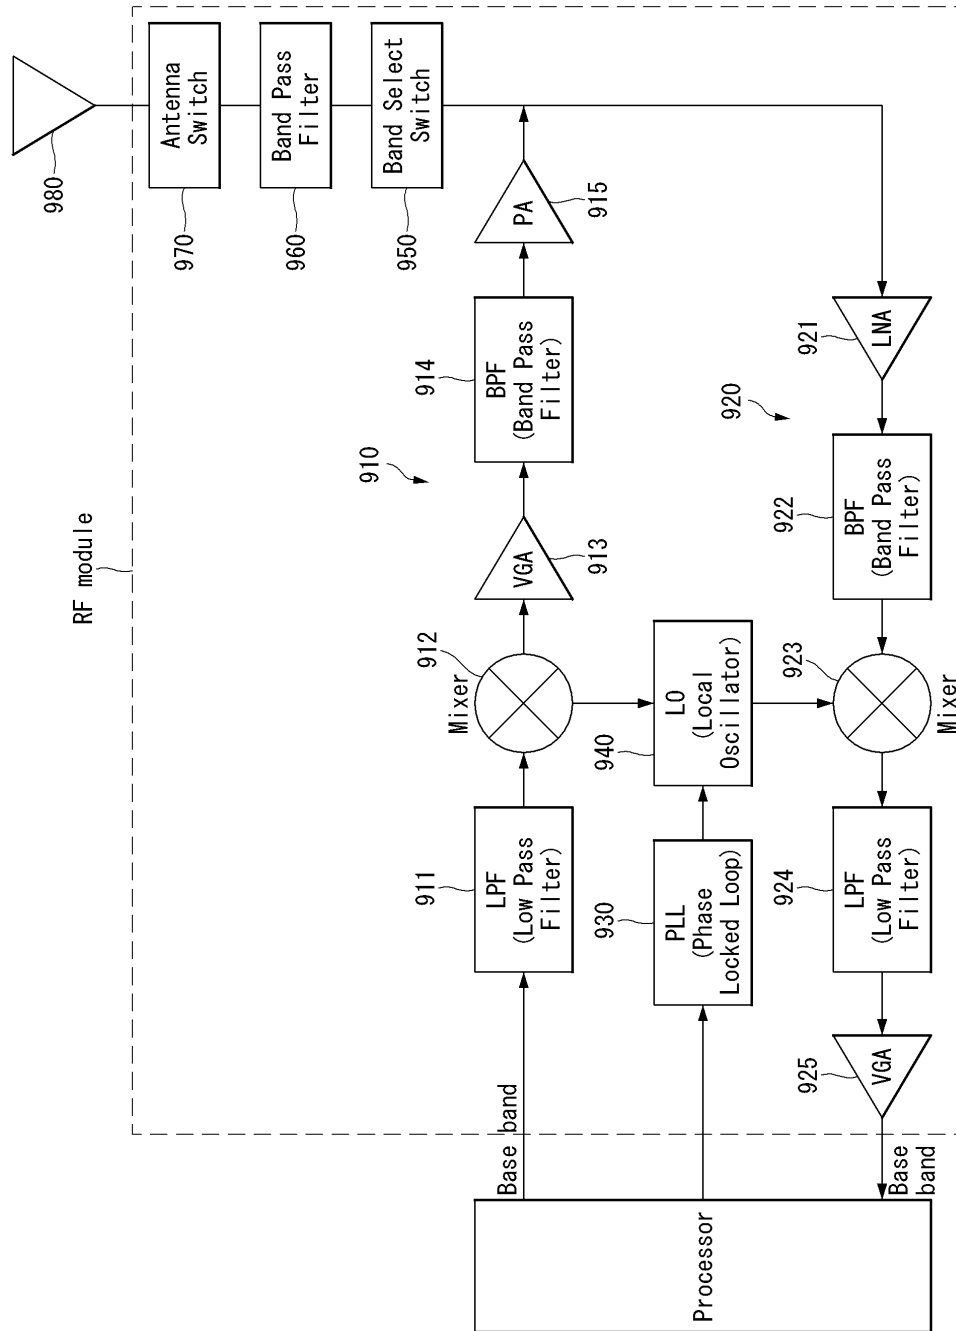 RF module
980
Antenna
Switch
970
Band Pass
Filter
960
Band Select
Switch
950
910
PA
915
BPF
(Band Pass
Filter)
914
VGA
913
Mixer
912
LPF
(Low Pass
Filter)
911
Base band
LO
(Local
Oscillator)
940
PLL
(Phase
Locked Loop)
930
920
LNA
921
BPF
(Band Pass
Filter)
922
Mixer
923
LPF
(Low Pass
Filter)
924
VGA
925
Base
band
Processor